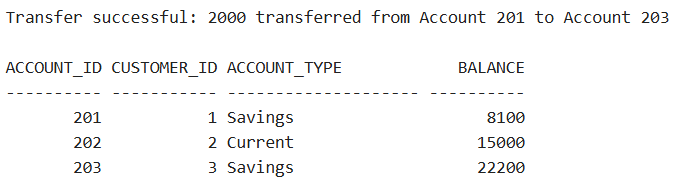 Transfer successful: 2000 transferred from Account 201 to Account 203
ACCOUNT_ID CUSTOMER_ID ACCOUNT_TYPE            BALANCE
---------- ----------- -------------------- ----------
       201           1 Savings                    8100
       202           2 Current                   15000
       203           3 Savings                   22200